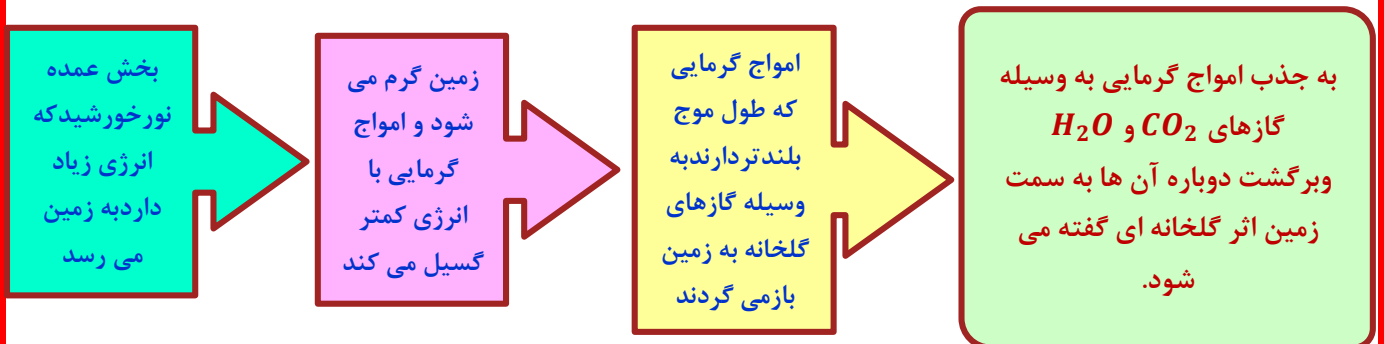 بخش عمده
نورخورشیدکه
انرژی زیاد
داردبه زمین
می رسد
زمین گرم می
شود و امواج
گرمایی با
انرژی کمتر
گسیل می کند
امواج گرمایی
که طول موج
بلندتردارندبه
وسیله گازهای
گلخانه به زمین
بازمی گردند
به جذب امواج گرمایی به وسیله
گازهای CO₂ و H₂O
وبرگشت دوباره آن ها به سمت
زمین اثر گلخانه ای گفته می
شود.